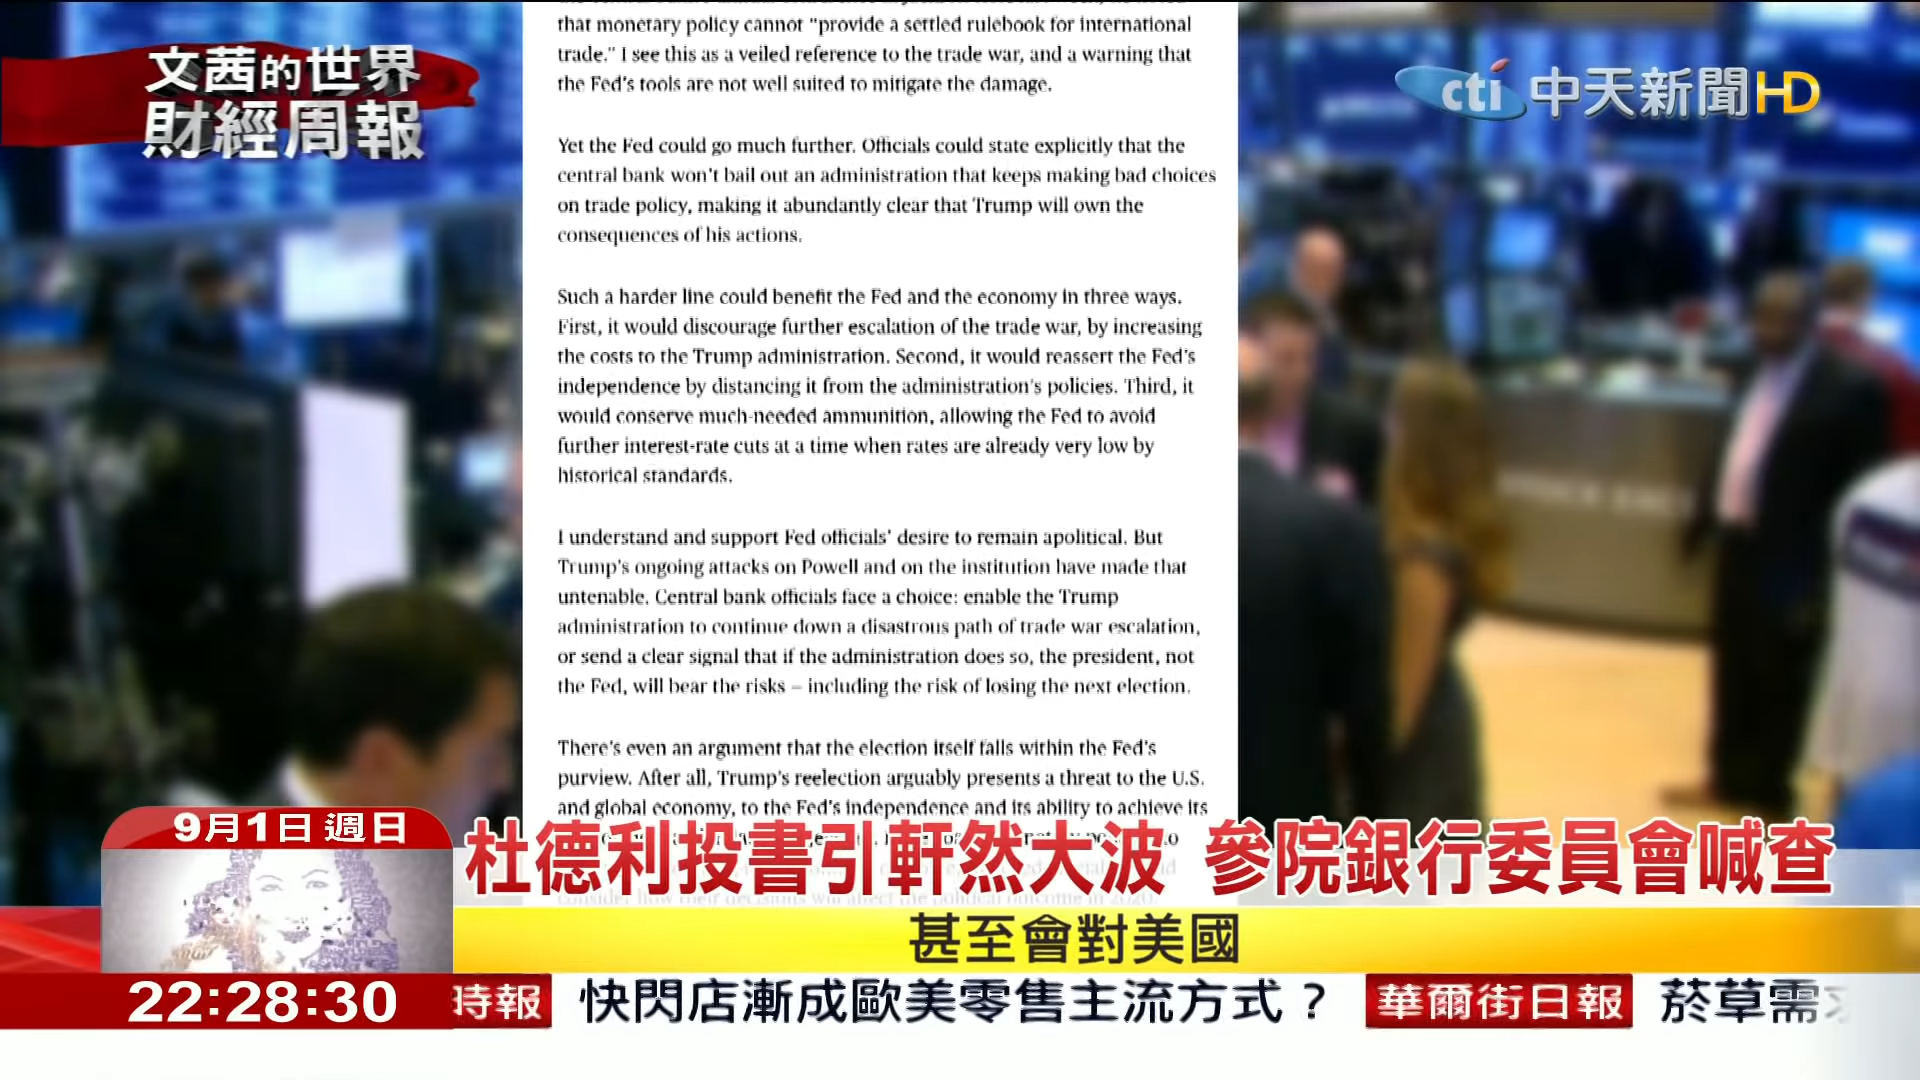 文茜的世界
財經周報
cti 中天新聞HD
that monetary policy cannot "provide a settled rulebook for international
trade." I see this as a veiled reference to the trade war, and a warning that
the Fed's tools are not well suited to mitigate the damage.
Yet the Fed could go much further. Officials could state explicitly that the
central bank won't bail out an administration that keeps making bad choices
on trade policy, making it abundantly clear that Trump will own the
consequences of his actions.
Such a harder line could benefit the Fed and the economy in three ways.
First, it would discourage further escalation of the trade war, by increasing
the costs to the Trump administration. Second, it would reassert the Fed's
independence by distancing it from the administration's policies. Third, it
would conserve much-needed ammunition, allowing the Fed to avoid
further interest-rate cuts at a time when rates are already very low by
historical standards.
I understand and support Fed officials' desire to remain apolitical. But
Trump's ongoing attacks on Powell and on the institution have made that
untenable. Central bank officials face a choice: enable the Trump
administration to continue down a disastrous path of trade war escalation,
or send a clear signal that if the administration does so, the president, not
the Fed, will bear the risks – including the risk of losing the next election.
There's even an argument that the election itself falls within the Fed's
purview. After all, Trump's reelection arguably presents a threat to the U.S.
and global economy, to the Fed's independence and its ability to achieve its
9月1日 週日
杜德利投書引軒然大波 參院銀行委員會喊查
甚至會對美國
22:28:30
時報 快閃店漸成歐美零售主流方式？ 華爾街日報 菸草需